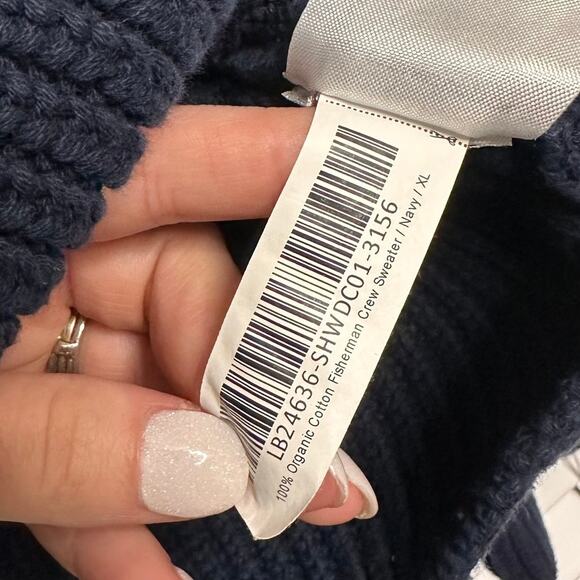 LB24636-SHWDC01-3156
100% Organic Cotton Fisherman Crew Sweater / Navy / XL